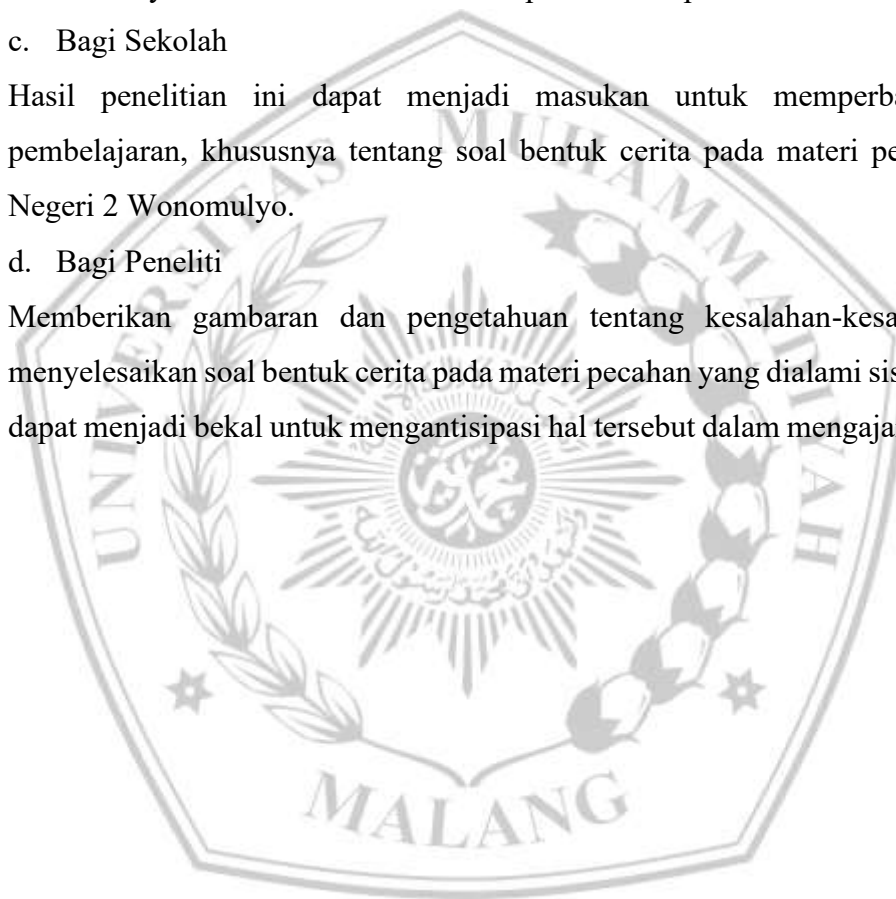 c. Bagi Sekolah
Hasil penelitian ini dapat menjadi masukan untuk
pembelajaran, khususnya tentang soal bentuk cerita pada materi
Negeri 2 Wonomulyo.
d. Bagi Peneliti
Memberikan gambaran dan pengetahuan tentang
menyelesaikan soal bentuk cerita pada materi pecahan yang dialami
dapat menjadi bekal untuk mengantisipasi hal tersebut dalam
UNIVERSITAS MUHAMMADIYAH
MALANG